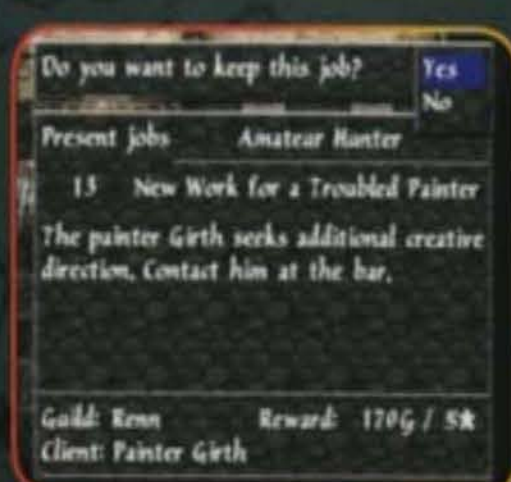 Do you want to keep this job?
Yes
No
Present jobs Amateur Hunter
13 New Work for a Troubled Painter
The painter Girth seeks additional creative
direction. Contact him at the bar.
Guild: Renn Reward: 170G / 5★
Client: Painter Girth